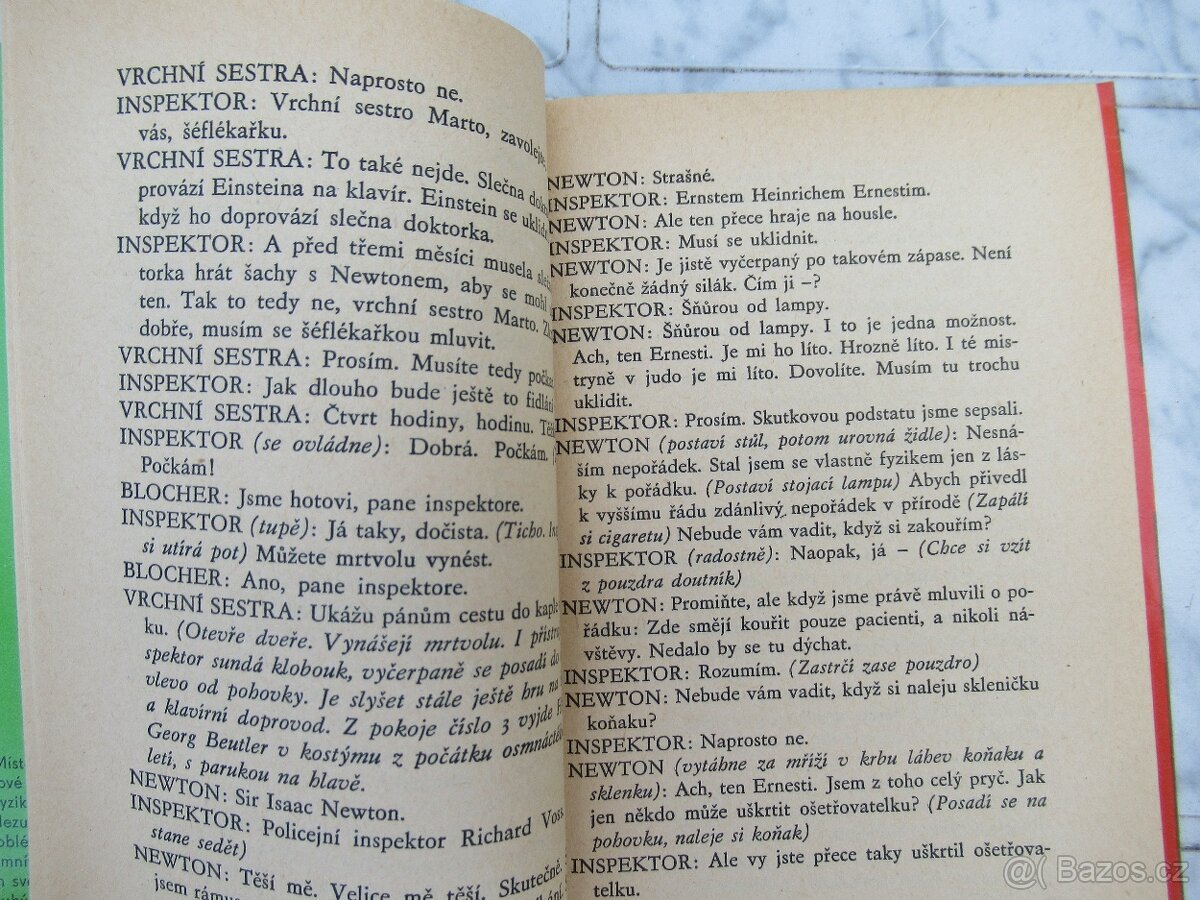 VRCHNÍ SESTRA: Naprosto ne.
INSPEKTOR: Vrchní sestro Marto, zavolejte,
vás, šéflékařku.
VRCHNÍ SESTRA: To také nejde. Slečna
provází Einsteina na klavír. Einstein se uklidí,
když ho doprovází slečna doktorka.
INSPEKTOR: A před třemi měsíci musela
torka hrát šachy s Newtonem, aby se mohl
ten. Tak to tedy ne, vrchní sestro Marto.
dobře, musím se šéflékařkou mluvit.
VRCHNÍ SESTRA: Prosím. Musíte tedy
INSPEKTOR: Jak dlouho bude ještě to
VRCHNÍ SESTRA: Čtvrt hodiny, hodinu.
INSPEKTOR (se ovládne): Dobrá. Počkám.
Počkám!
BLOCHER: Jsme hotovi, pane inspektore.
INSPEKTOR (tupě): Já taky, dočista. (Ticho.
si utírá pot) Můžete mrtvolu vynést.
BLOCHER: Ano, pane inspektore.
VRCHNÍ SESTRA: Ukážu pánům cestu do kaple
ku. (Otevře dveře. Vynášejí mrtvolu. I
spektor sundá klobouk, vyčerpaně se posadí do
vlevo od pohovky. Je slyšet stále ještě hru na
a klavírní doprovod. Z pokoje číslo 3 vyjde
Georg Beutler v kostýmu z počátku
letí, s parukou na hlavě.
NEWTON: Sir Isaac Newton.
INSPEKTOR: Policejní inspektor Richard Voss.
stane sedět)
NEWTON: Těší mě. Velice mě těší. Skutečně.
jsem
NEWTON: Strašné.
INSPEKTOR: Ernstem Heinrichem Ernestim.
NEWTON: Ale ten přece hraje na housle.
INSPEKTOR: Musí se uklidnit.
NEWTON: Je jistě vyčerpaný po takovém zápase. Není
konečně žádný silák. Čím ji –?
INSPEKTOR: Šňůrou od lampy.
NEWTON: Šňůrou od lampy. I to je jedna možnost.
Ach, ten Ernesti. Je mi ho líto. Hrozně líto. I té mis-
tryně v judo je mi líto. Dovolíte. Musím tu trochu
uklidit.
INSPEKTOR: Prosím. Skutkovou podstatu jsme sepsali.
NEWTON (postaví stůl, potom urovná židle): Nesná-
ším nepořádek. Stal jsem se vlastně fyzikem jen z lás-
ky k pořádku. (Postaví stojací lampu) Abych přivedl
k vyššímu řádu zdánlivý nepořádek v přírodě (Zapálí
si cigaretu) Nebude vám vadit, když si zakouřím?
INSPEKTOR (radostně): Naopak, já – (Chce si vzít
z pouzdra doutník)
NEWTON: Promiňte, ale když jsme právě mluvili o po-
řádku: Zde smějí kouřit pouze pacienti, a nikoli ná-
vštěvy. Nedalo by se tu dýchat.
INSPEKTOR: Rozumím. (Zastrčí zase pouzdro)
NEWTON: Nebude vám vadit, když si naleju skleničku
koňaku?
INSPEKTOR: Naprosto ne.
NEWTON (vytáhne za mříží v krbu láhev koňaku a
sklenku): Ach, ten Ernesti. Jsem z toho celý pryč. Jak
jen někdo může uškrtit ošetřovatelku? (Posadí se na
pohovku, naleje si koňak)
INSPEKTOR: Ale vy jste přece taky uškrtil ošetřova-
telku.
@ Bazos.cz